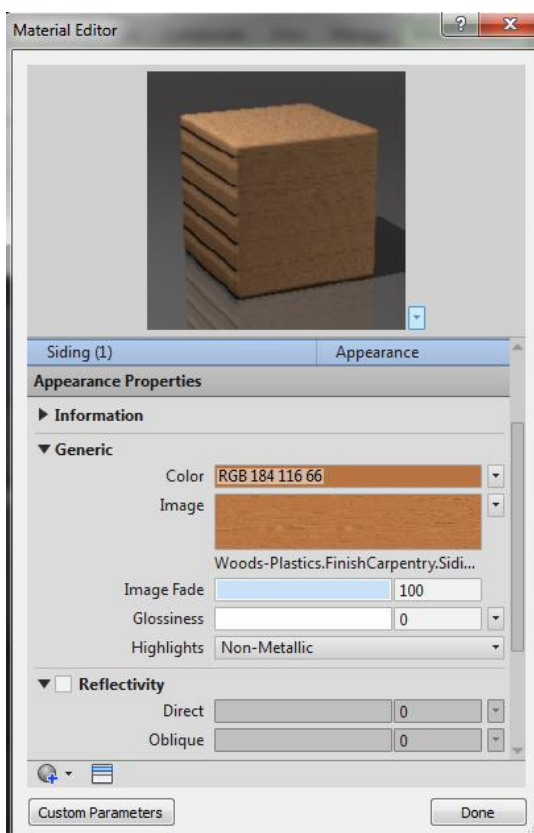 Material Editor
?
X
Siding (1) Appearance
Appearance Properties
Information
Generic
Color RGB 184 116 66
Image
Woods-Plastics.FinishCarpentry.Sidi...
Image Fade 100
Glossiness 0
Highlights Non-Metallic
Reflectivity
Direct 0
Oblique 0
Custom Parameters Done